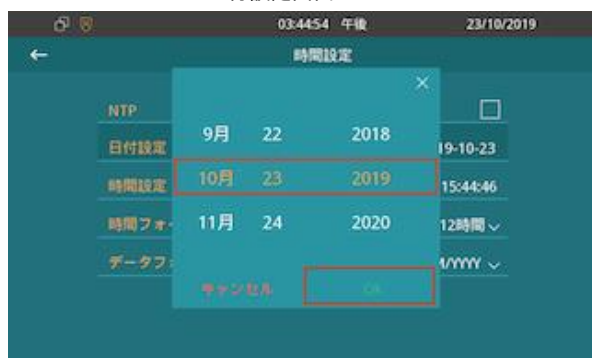 03:44:54 午後 23/10/2019
時間設定
NTP
9月 22 2018
日付設定 19-10-23
10月 23 2019
時間設定 15:44:46
11月 24 2020
時間フォー 12時間
データフ M/YYYY
キャンセル OK